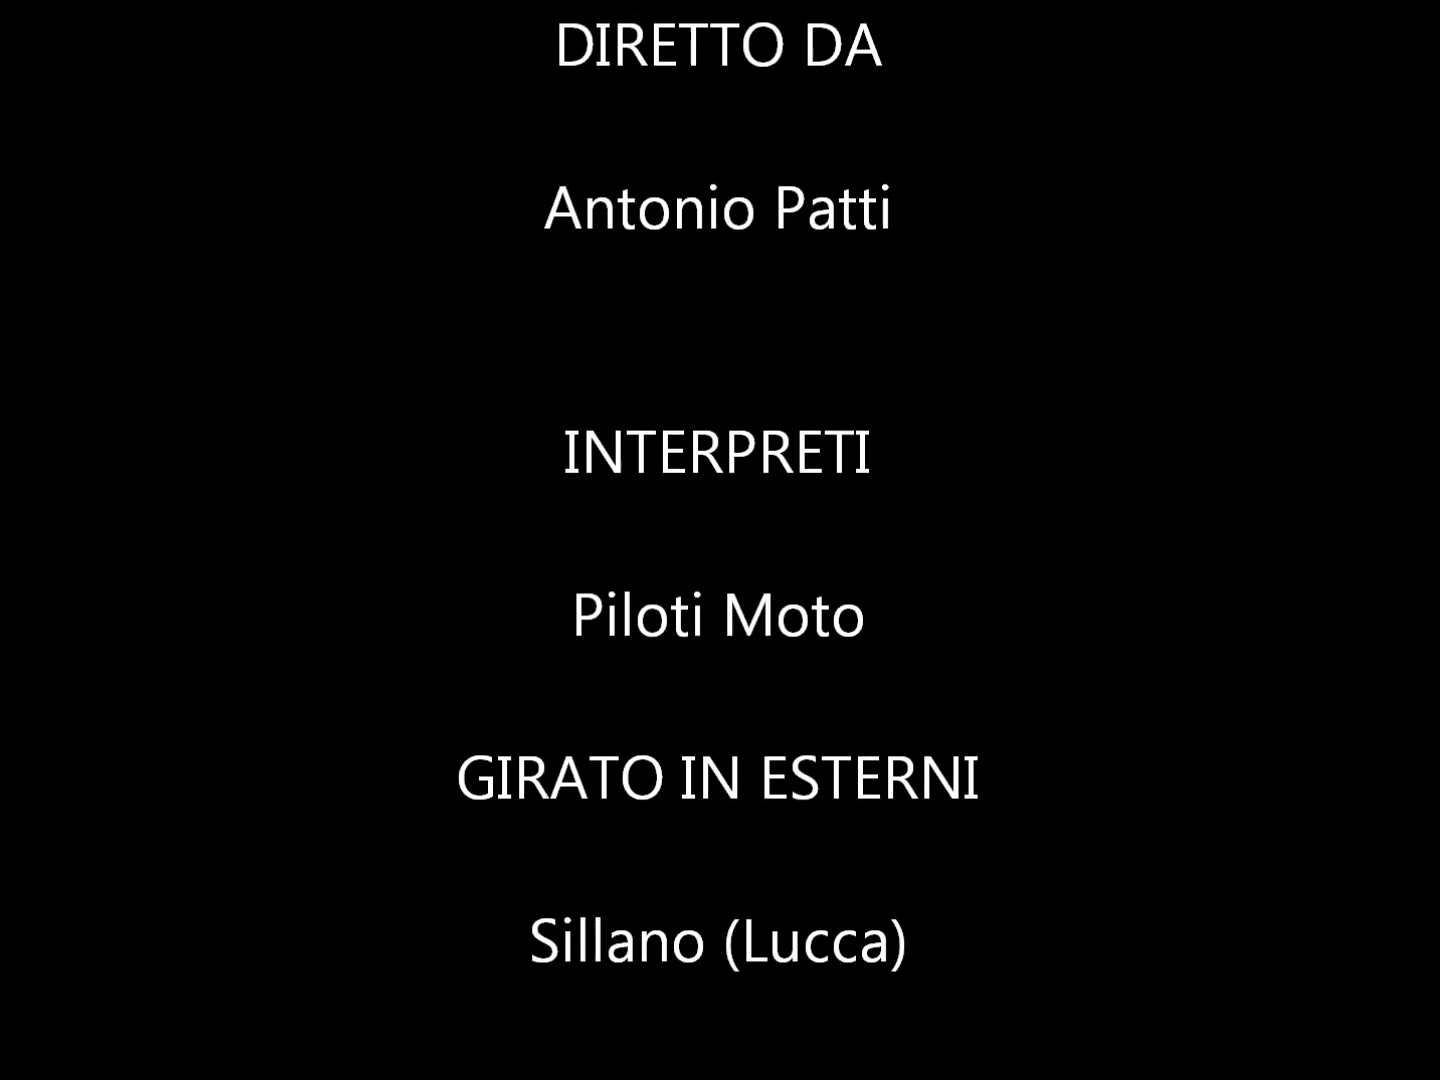 DIRETTO DA
Antonio Patti
INTERPRETI
Piloti Moto
GIRATO IN ESTERNI
Sillano (Lucca)